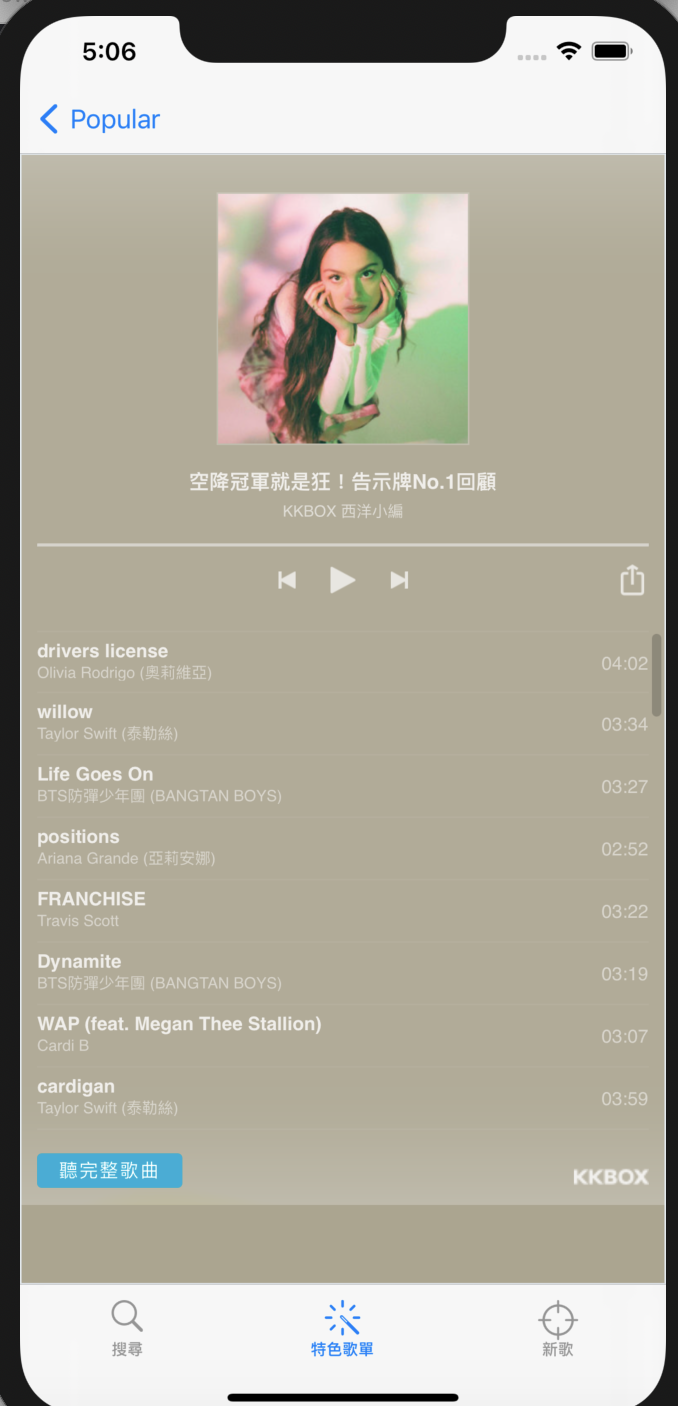 5:06
Popular
空降冠軍就是狂！告示牌No.1回顧
KKBOX 西洋小編
drivers license
Olivia Rodrigo (奧莉維亞)
04:02
willow
Taylor Swift (泰勒絲)
03:34
Life Goes On
BTS防彈少年團 (BANGTAN BOYS)
03:27
positions
Ariana Grande (亞莉安娜)
02:52
FRANCHISE
Travis Scott
03:22
Dynamite
BTS防彈少年團 (BANGTAN BOYS)
03:19
WAP (feat. Megan Thee Stallion)
Cardi B
03:07
cardigan
Taylor Swift (泰勒絲)
03:59
聽完整歌曲
KKBOX
搜尋
特色歌單
新歌